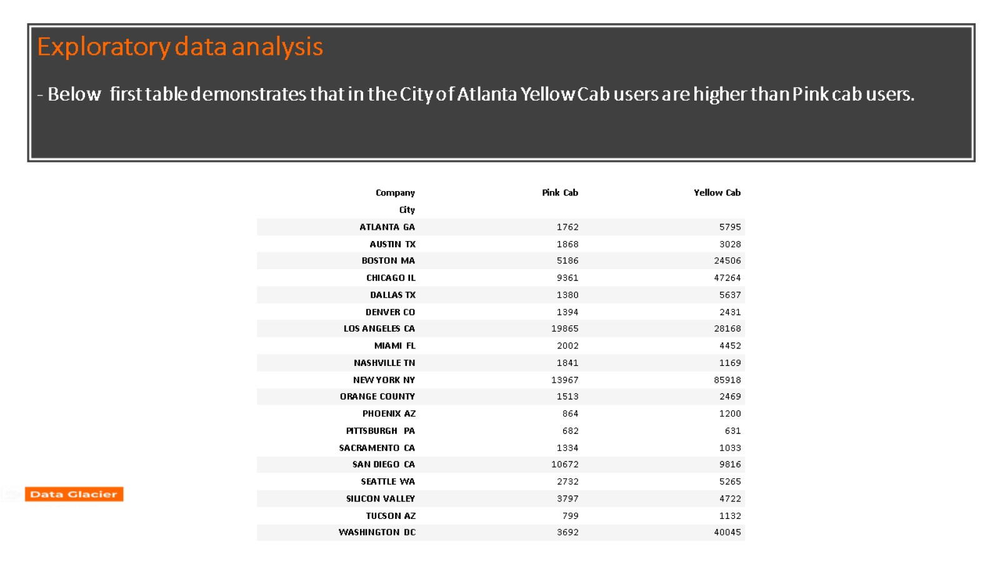 Exploratory data analysis
- Below first table demonstrates that in the City of Atlanta Yellow Cab users are higher than Pink cab users.
Company Pink Cab Yellow Cab
City
ATLANTA GA 1762 5795
AUSTIN TX 1868 3028
BOSTON MA 5186 24506
CHICAGO IL 9361 47264
DALLAS TX 1380 5637
DENVER CO 1394 2431
LOS ANGELES CA 19865 28168
MIAMI FL 2002 4452
NASHVILLE TN 1841 1169
NEW YORK NY 13967 85918
ORANGE COUNTY 1513 2469
PHOENIX AZ 864 1200
PITTSBURGH PA 682 631
SACRAMENTO CA 1334 1033
SAN DIEGO CA 10672 9816
SEATTLE WA 2732 5265
SILICON VALLEY 3797 4722
TUCSON AZ 799 1132
WASHINGTON DC 3692 40045
Data Glacier